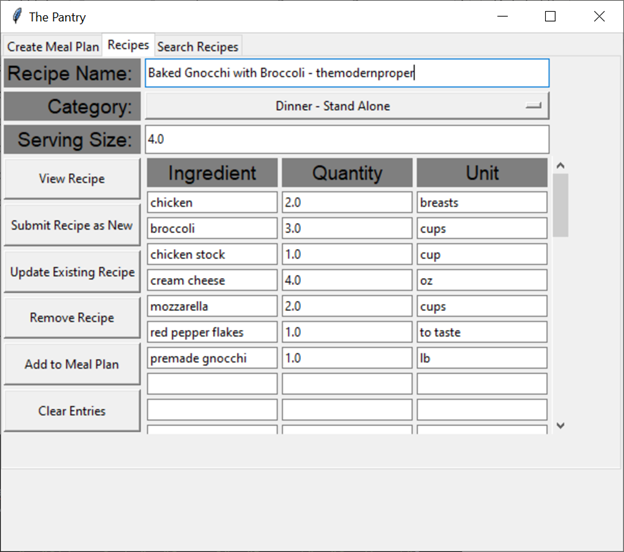 The Pantry
Create Meal Plan Recipes Search Recipes
Recipe Name: Baked Gnocchi with Broccoli - themodernproper
Category: Dinner - Stand Alone
Serving Size: 4.0
View Recipe
Submit Recipe as New
Update Existing Recipe
Remove Recipe
Add to Meal Plan
Clear Entries
Ingredient Quantity Unit
chicken 2.0 breasts
broccoli 3.0 cups
chicken stock 1.0 cup
cream cheese 4.0 oz
mozzarella 2.0 cups
red pepper flakes 1.0 to taste
premade gnocchi 1.0 lb